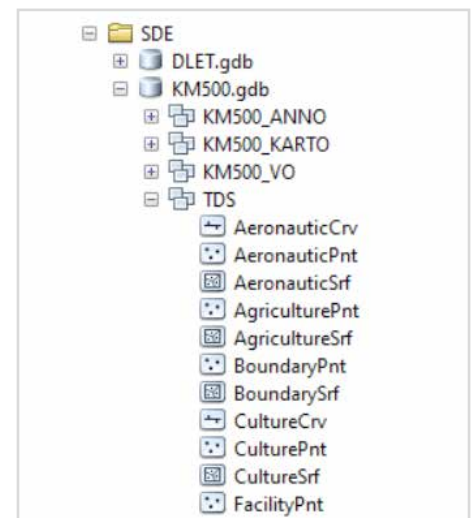 SDE
DLET.gdb
KM500.gdb
KM500_ANNO
KM500_KARTO
KM500_VO
TDS
AeronauticCrv
AeronauticPnt
AeronauticSrf
AgriculturePnt
AgricultureSrf
BoundaryPnt
BoundarySrf
CultureCrv
CulturePnt
CultureSrf
FacilityPnt